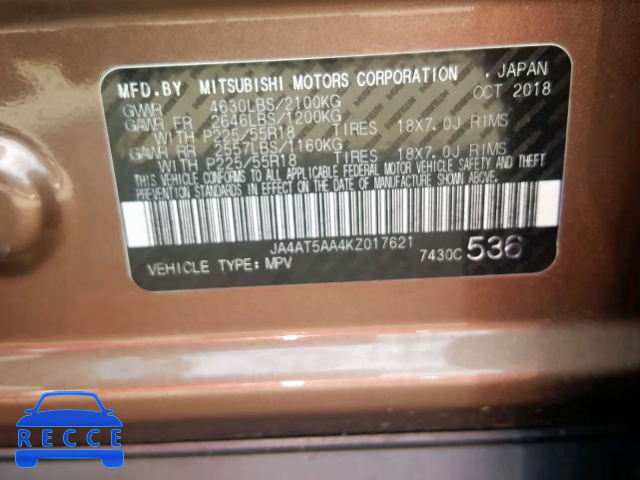 MFD.BY MITSUBISHI MOTORS CORPORATION , JAPAN
GVWR 4630LBS/2100KG OCT 2018
GAWR FR 2646LBS/1200KG
WITH P225/55R18 TIRES 18X7.0J RIMS
GAWR RR 2557LBS/1160KG
WITH P225/55R18 TIRES 18X7.0J RIMS
THIS VEHICLE CONFORMS TO ALL APPLICABLE FEDERAL MOTOR VEHICLE SAFETY AND THEFT
PREVENTION STANDARDS IN EFFECT ON THE DATE OF MANUFACTURE SHOWN ABOVE.
JA4AT5AA4KZ017621
VEHICLE TYPE:MPV 7430C 536
RECCE